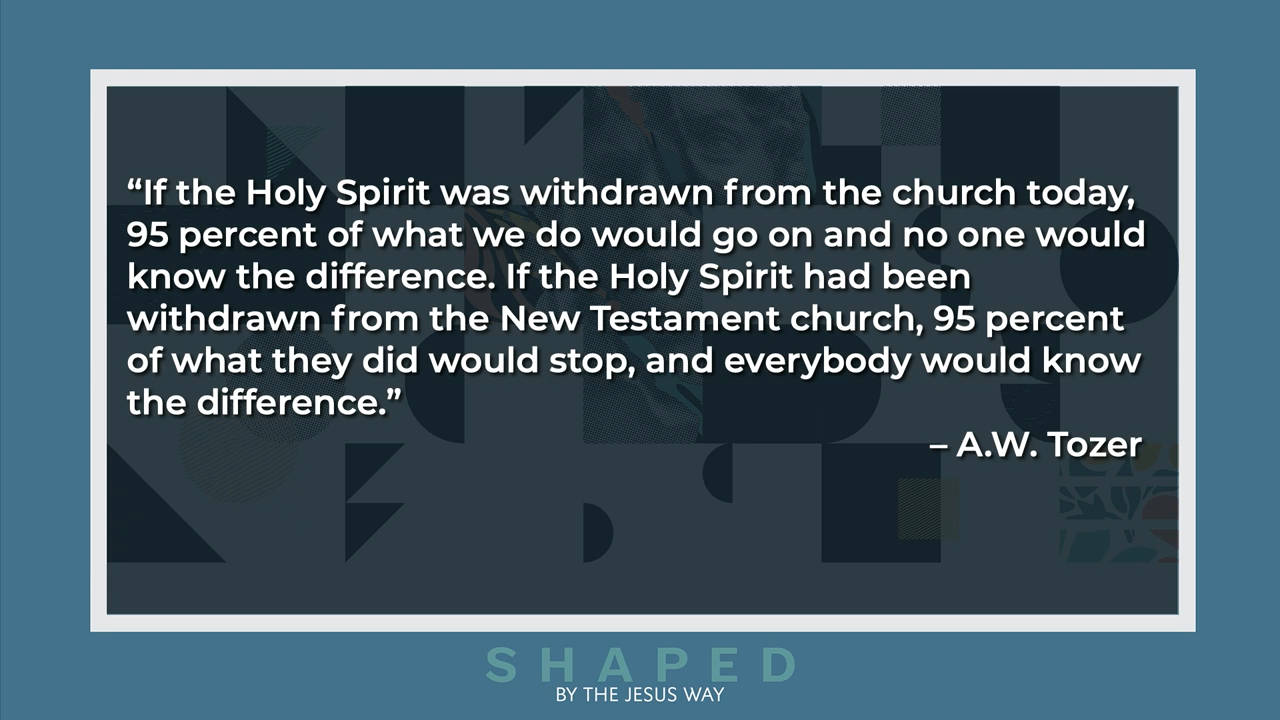 “If the Holy Spirit was withdrawn from the church today,
95 percent of what we do would go on and no one would
know the difference. If the Holy Spirit had been
withdrawn from the New Testament church, 95 percent
of what they did would stop, and everybody would know
the difference.”
– A.W. Tozer
SHAPED
BY THE JESUS WAY